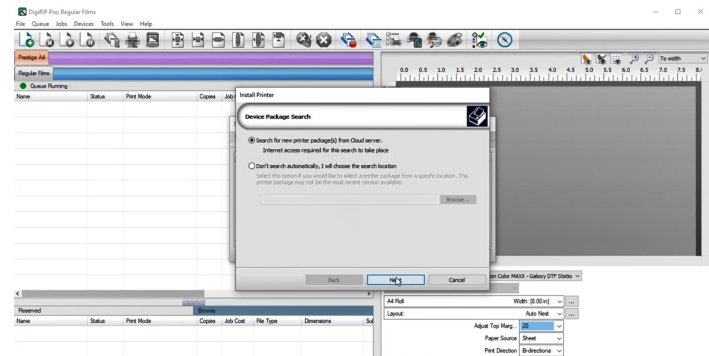 DigiRIP Pro: Regular Films
File Queue Jobs Devices Tools View Help
Prestige A4
To width
Regular Films
0.0 0.5 1.0 1.5 2.0 2.5 3.0 3.5 4.0 4.5 5.0 5.5 6.0 6.5 7.0 7.5
Queue Running
Name Status Print Mode Copies Job
Install Printer
Device Package Search
Search for new printer package(s) from Cloud server.
Internet access required for this search to take place
Don't search automatically, I will choose the search location
Select this option if you would like to select a printer package from a specific location. This
printer package may not be the most recent version available.
Browse...
Back Next Cancel
on Color MAXX - Galaxy DTF Statio
A4 Roll Width: [8.00 in] ...
Layout: Auto Nest ...
Reserved Browse
Name Status Print Mode Copies Job Cost File Type Dimensions Sul
Adjust Top Marg... 20
Paper Source Sheet
Print Direction Bi-directiona